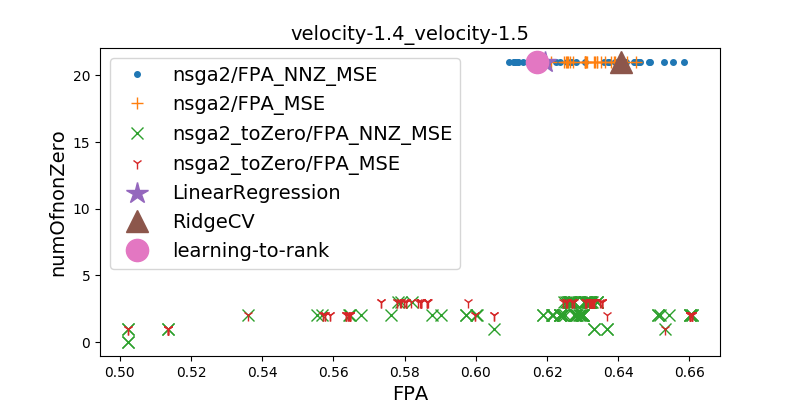 velocity-1.4_velocity-1.5
numOfnonZero
20
15
10
5
0
nsga2/FPA_NNZ_MSE
nsga2/FPA_MSE
nsga2_toZero/FPA_NNZ_MSE
nsga2_toZero/FPA_MSE
LinearRegression
RidgeCV
learning-to-rank
0.50 0.52 0.54 0.56 0.58 0.60 0.62 0.64 0.66
FPA